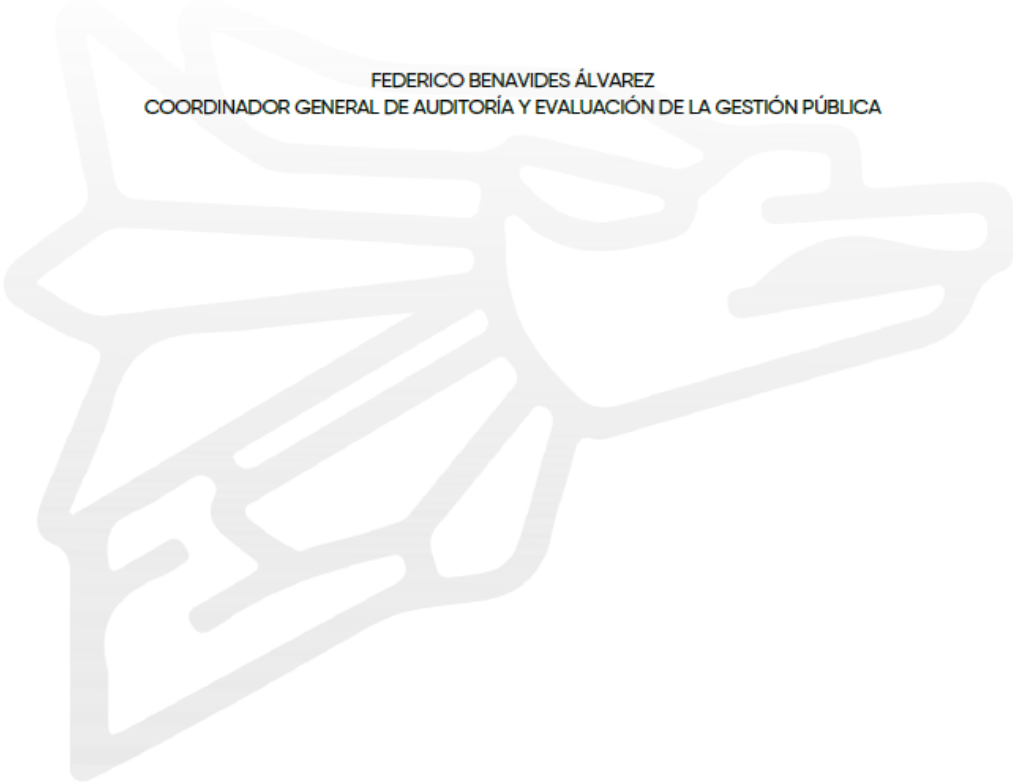 FEDERICO BENAVIDES ÁLVAREZ
COORDINADOR GENERAL DE AUDITORÍA Y EVALUACIÓN DE LA GESTIÓN PÚBLICA